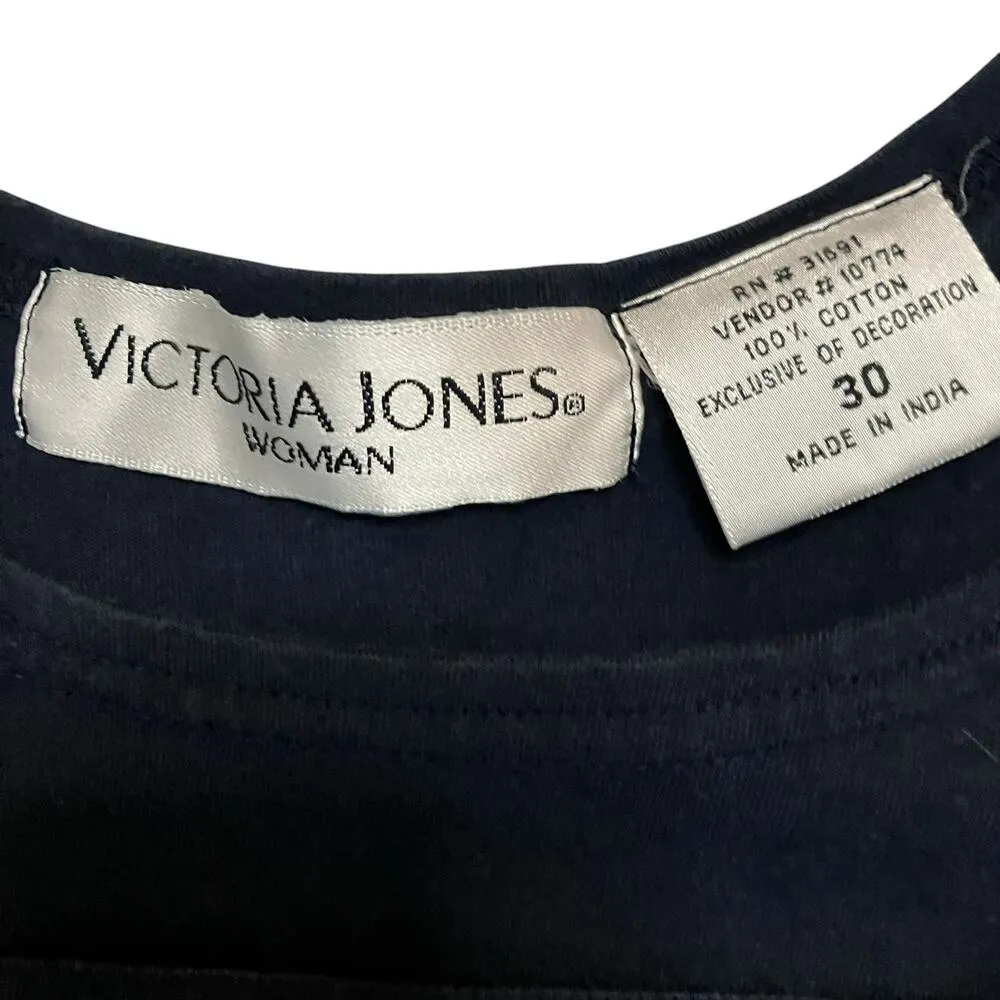 VICTORIA JONES®
WOMAN
RN # 31691
VENDOR # 10774
100% COTTON
EXCLUSIVE OF DECORATION
30
MADE IN INDIA